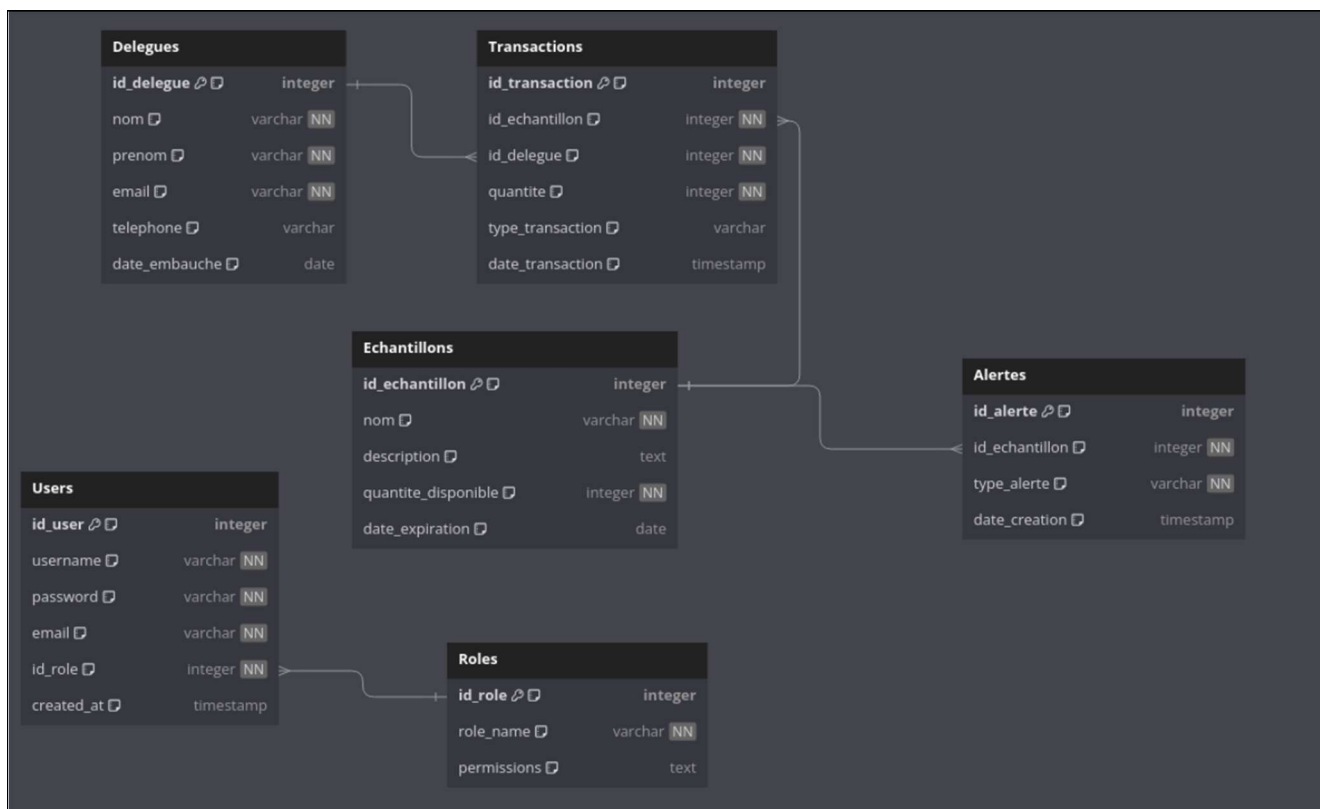 Delegues
id_delegue integer
nom varchar NN
prenom varchar NN
email varchar NN
telephone varchar
date_embauche date
Transactions
id_transaction integer
id_echantillon integer NN
id_delegue integer NN
quantite integer NN
type_transaction varchar
date_transaction timestamp
Echantillons
id_echantillon integer
nom varchar NN
description text
quantite_disponible integer NN
date_expiration date
Alertes
id_alerte integer
id_echantillon integer NN
type_alerte varchar NN
date_creation timestamp
Users
id_user integer
username varchar NN
password varchar NN
email varchar NN
id_role integer NN
created_at timestamp
Roles
id_role integer
role_name varchar NN
permissions text